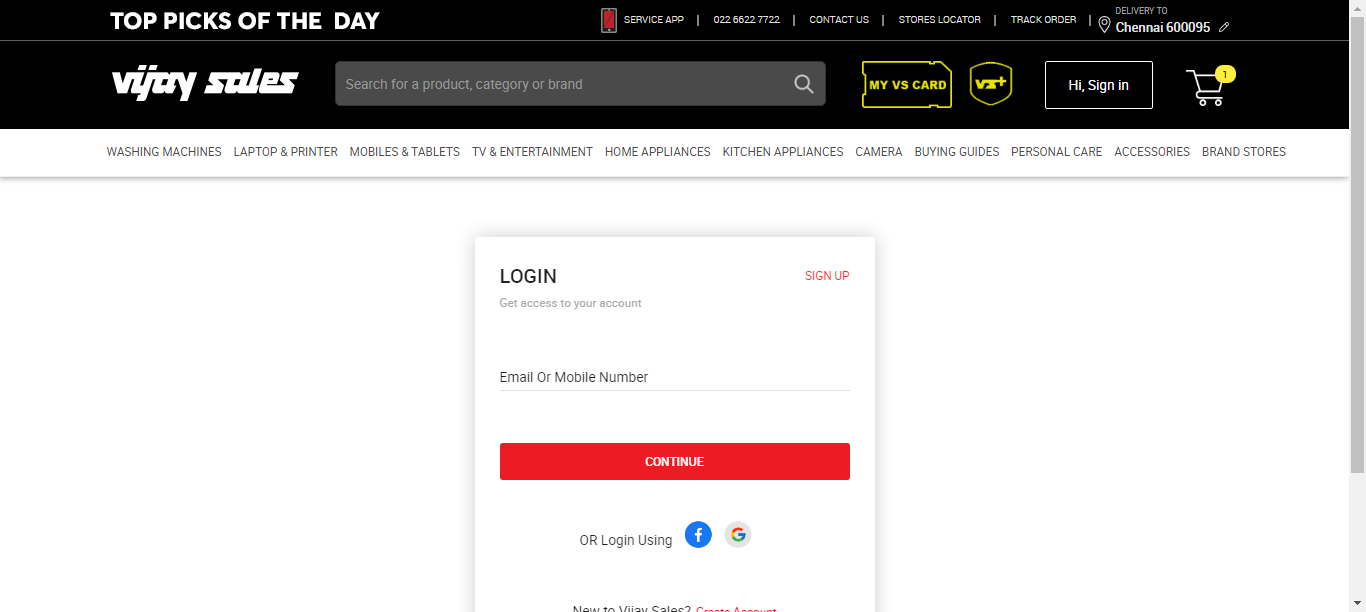 TOP PICKS OF THE DAY
SERVICE APP | 022 6622 7722 | CONTACT US | STORES LOCATOR | TRACK ORDER |
DELIVERY TO
Chennai 600095
vijay sales
Search for a product, category or brand
MY VS CARD
VS+
Hi, Sign in
1
WASHING MACHINES LAPTOP & PRINTER MOBILES & TABLETS TV & ENTERTAINMENT HOME APPLIANCES KITCHEN APPLIANCES CAMERA BUYING GUIDES PERSONAL CARE ACCESSORIES BRAND STORES
LOGIN
SIGN UP
Get access to your account
Email Or Mobile Number
CONTINUE
OR Login Using
New to Vijay Sales? Create Account